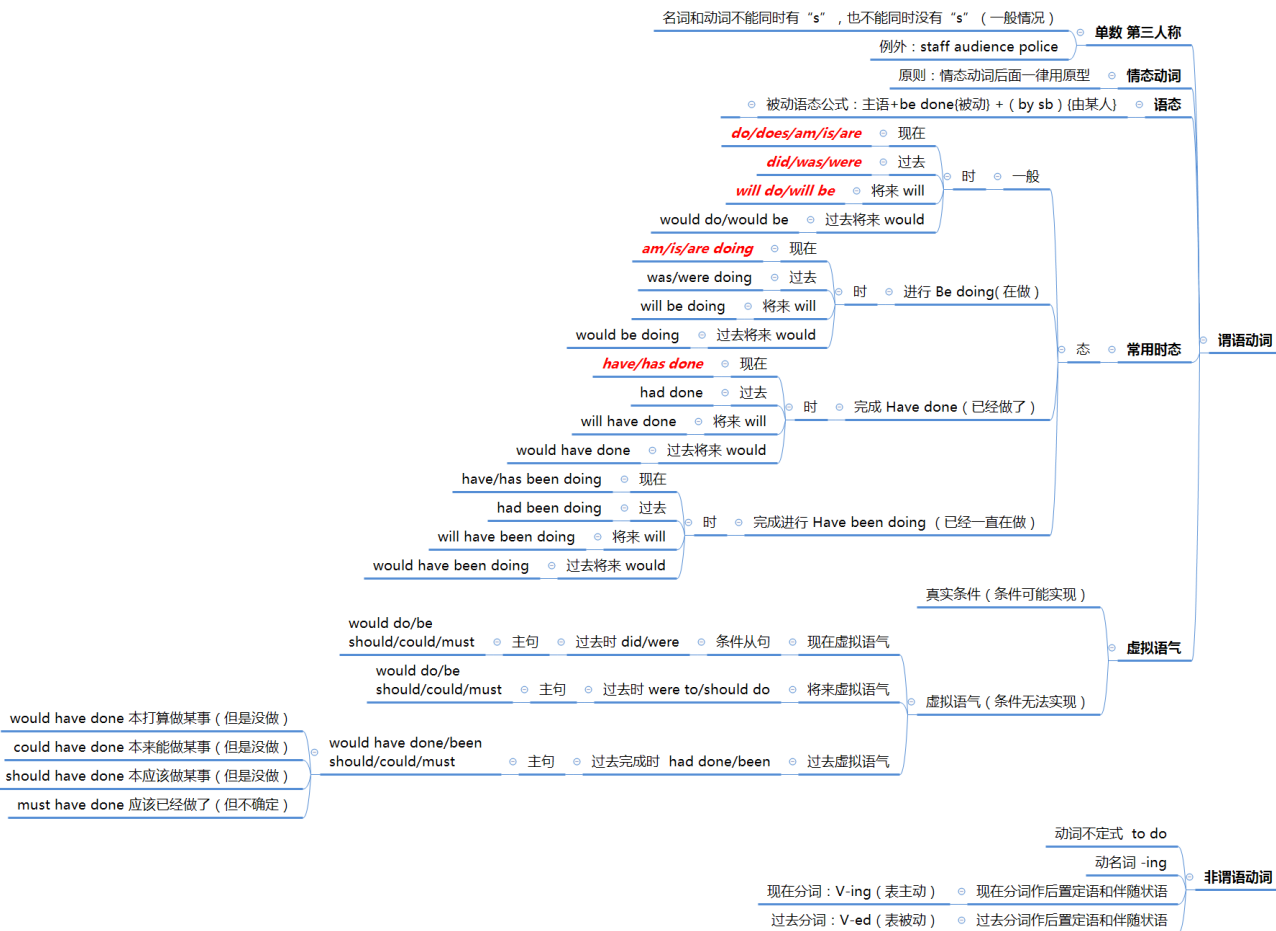 名词和动词不能同时有“s”，也不能同时没有“s”（一般情况）
单数 第三人称
例外：staff audience police
原则：情态动词后面一律用原型
情态动词
被动语态公式：主语+be done{被动} +（by sb）{由某人}
语态
do/does/am/is/are
现在
did/was/were
过去
时
一般
will do/will be
将来 will
would do/would be
过去将来 would
am/is/are doing
现在
was/were doing
过去
时
进行 Be doing( 在做）
will be doing
将来 will
would be doing
过去将来 would
谓语动词
态
常用时态
have/has done
现在
had done
过去
时
完成 Have done（已经做了）
will have done
将来 will
would have done
过去将来 would
have/has been doing
现在
had been doing
过去
时
完成进行 Have been doing （已经一直在做）
will have been doing
将来 will
would have been doing
过去将来 would
真实条件（条件可能实现）
would do/be
should/could/must
主句
过去时 did/were
条件从句
现在虚拟语气
虚拟语气
would do/be
should/could/must
主句
过去时 were to/should do
将来虚拟语气
虚拟语气（条件无法实现）
would have done 本打算做某事（但是没做）
could have done 本来能做某事（但是没做）
would have done/been
should/could/must
主句
过去完成时 had done/been
过去虚拟语气
should have done 本应该做某事（但是没做）
must have done 应该已经做了（但不确定）
动词不定式 to do
动名词 -ing
非谓语动词
现在分词：V-ing（表主动）
现在分词作后置定语和伴随状语
过去分词：V-ed（表被动）
过去分词作后置定语和伴随状语